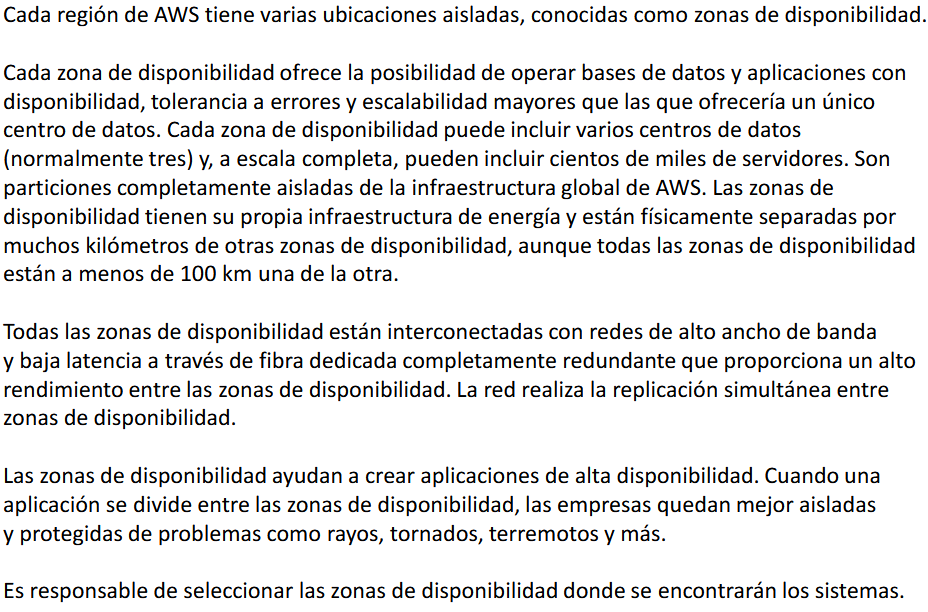 Cada región de AWS tiene varias ubicaciones aisladas, conocidas como zonas de disponibilidad.
Cada zona de disponibilidad ofrece la posibilidad de operar bases de datos y aplicaciones con
disponibilidad, tolerancia a errores y escalabilidad mayores que las que ofrecería un único
centro de datos. Cada zona de disponibilidad puede incluir varios centros de datos
(normalmente tres) y, a escala completa, pueden incluir cientos de miles de servidores. Son
particiones completamente aisladas de la infraestructura global de AWS. Las zonas de
disponibilidad tienen su propia infraestructura de energía y están físicamente separadas por
muchos kilómetros de otras zonas de disponibilidad, aunque todas las zonas de disponibilidad
están a menos de 100 km una de la otra.
Todas las zonas de disponibilidad están interconectadas con redes de alto ancho de banda
y baja latencia a través de fibra dedicada completamente redundante que proporciona un alto
rendimiento entre las zonas de disponibilidad. La red realiza la replicación simultánea entre
zonas de disponibilidad.
Las zonas de disponibilidad ayudan a crear aplicaciones de alta disponibilidad. Cuando una
aplicación se divide entre las zonas de disponibilidad, las empresas quedan mejor aisladas
y protegidas de problemas como rayos, tornados, terremotos y más.
Es responsable de seleccionar las zonas de disponibilidad donde se encontrarán los sistemas.